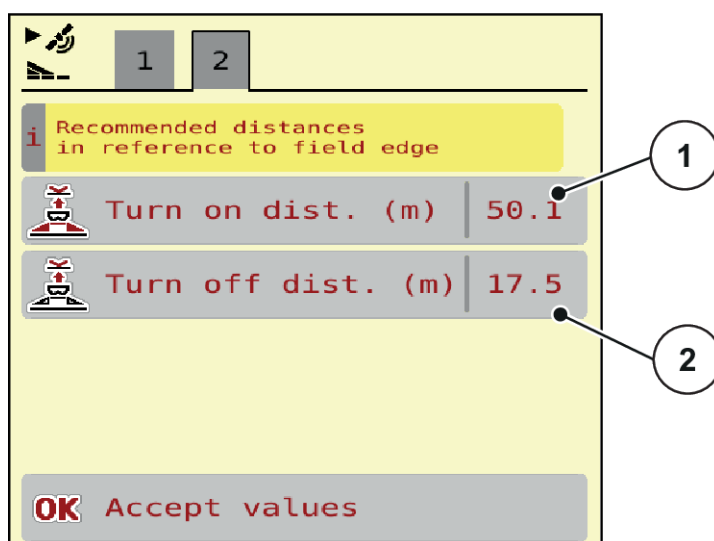 1
2
i
Recommended distances
in reference to field edge
Turn on dist. (m) 50.1
1
Turn off dist. (m) 17.5
2
OK Accept values